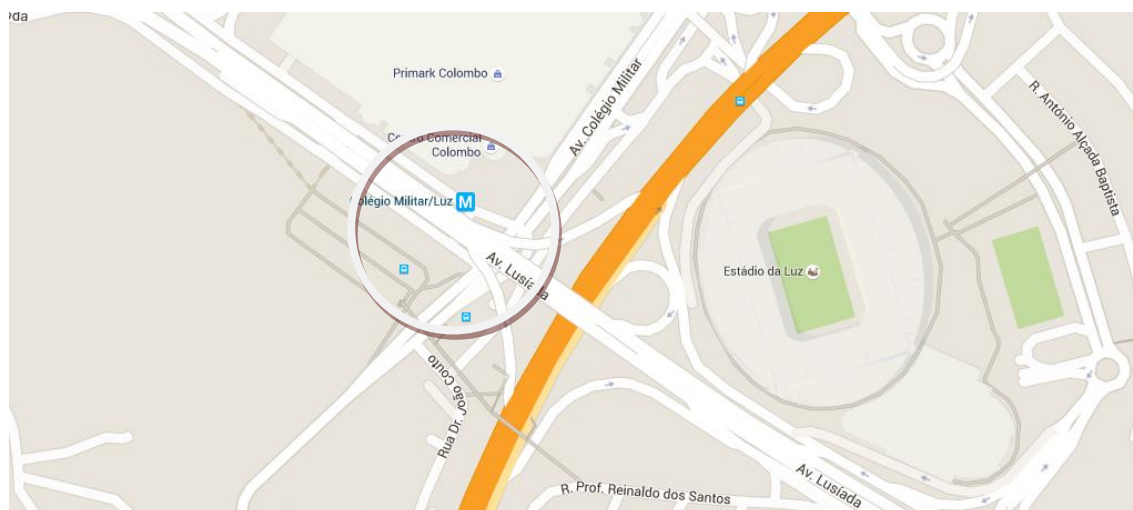 oda
Primark Colombo
Centro Comercial
Colombo
Av. Colégio Militar
R. António Alçada Baptista
Colégio Militar/Luz M
Av. Lusíada
Estádio da Luz
Rua Dr. João Couto
Av. Lusíada
R. Prof. Reinaldo dos Santos